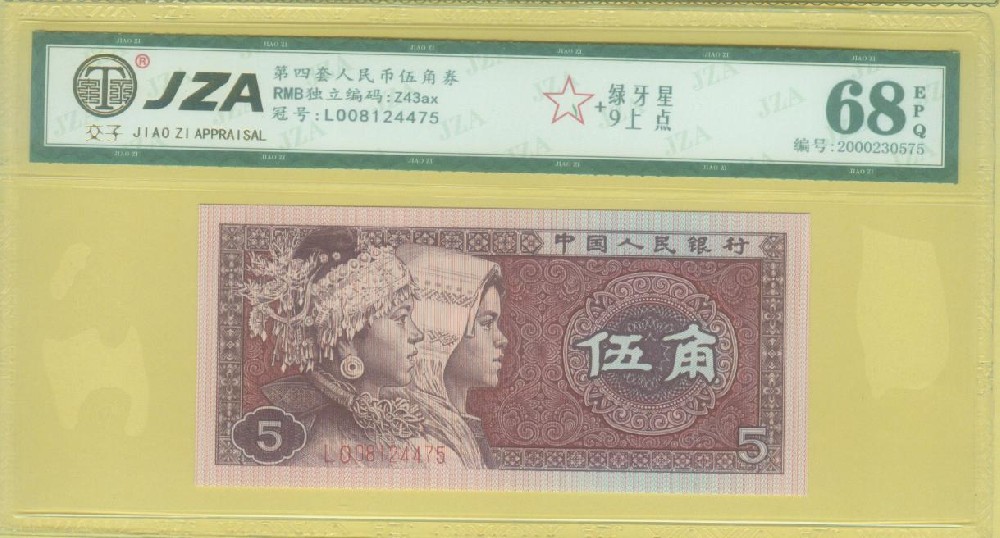 JZA
®
交子 JIAO ZI APPRAISAL
第四套人民币伍角券
RMB独立编码:Z43ax
冠号:L008124475
+ 绿牙星
9上点
68 EPQ
编号:2000230575
中国人民银行
伍角
5
L008124475
5